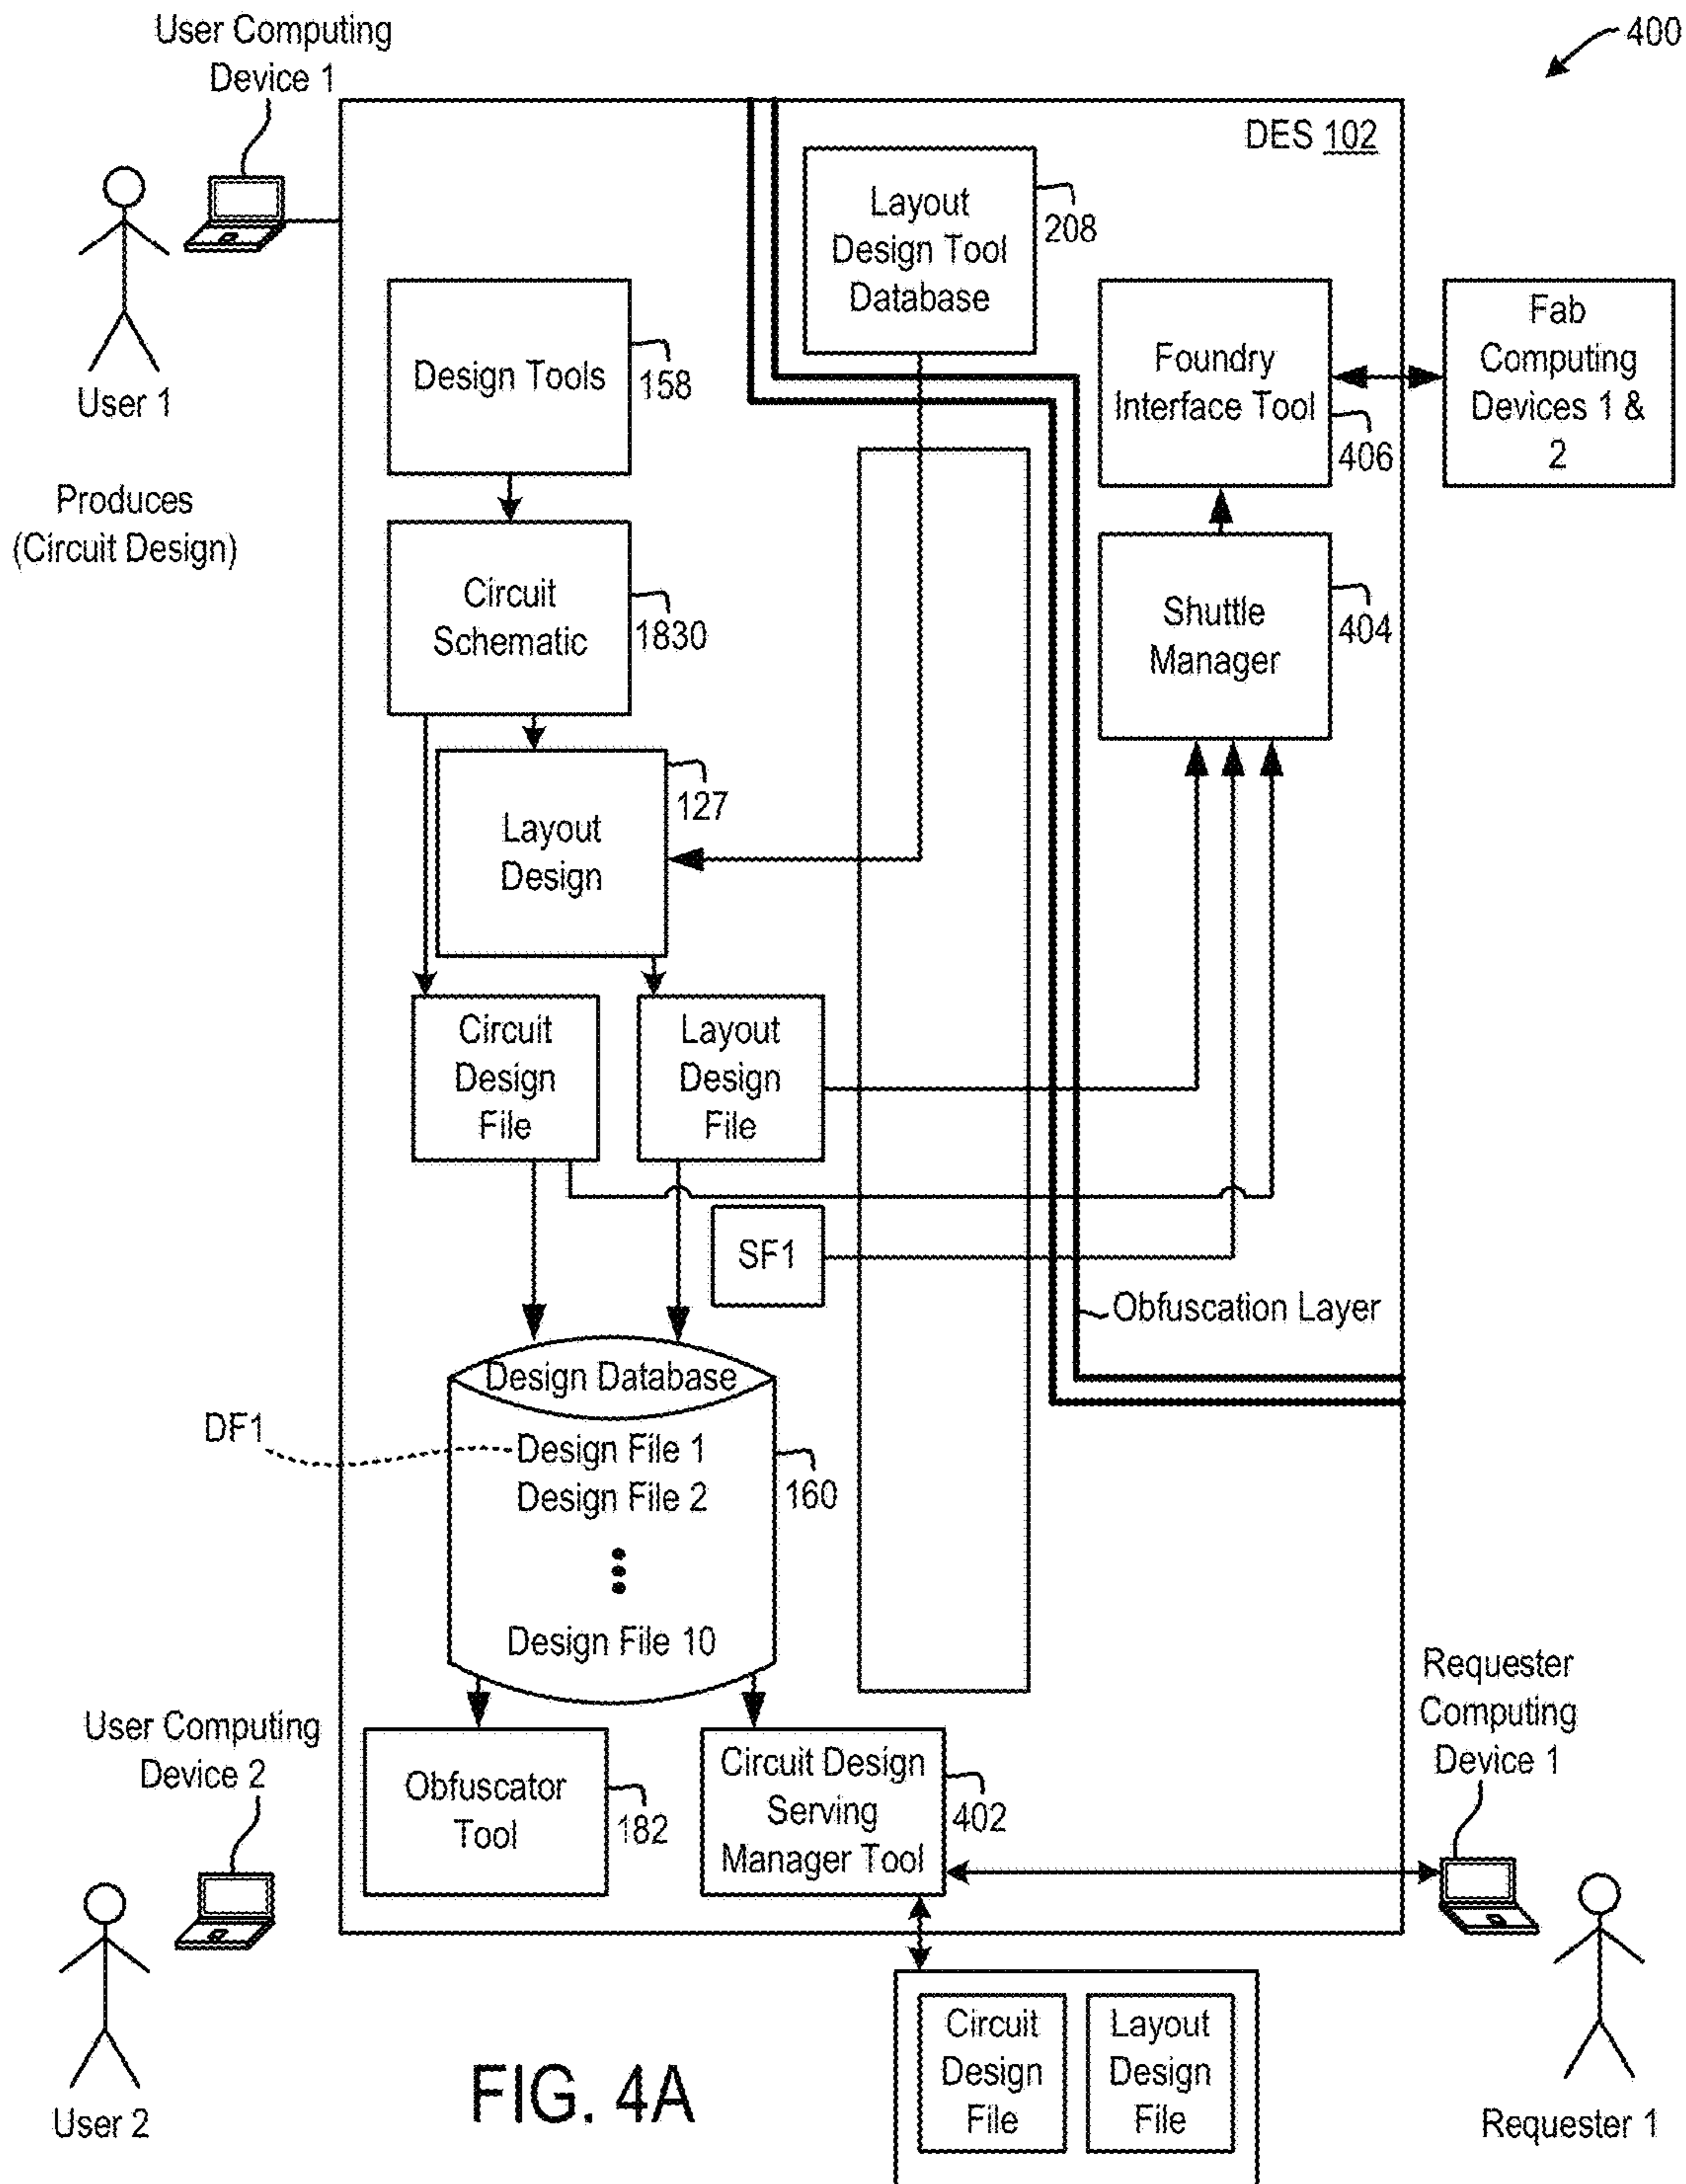 User Computing
Device 1
400
DES 102
Layout
Design Tool
Database
208
User 1
Design Tools
158
Foundry
Interface Tool
406
Fab
Computing
Devices 1 &
2
Produces
(Circuit Design)
Circuit
Schematic
1830
Shuttle
Manager
404
Layout
Design
127
Circuit
Design
File
Layout
Design
File
SF1
Obfuscation Layer
Design Database
DF1
Design File 1
Design File 2
Design File 10
160
User Computing
Device 2
Obfuscator
Tool
182
Circuit Design
Serving
Manager Tool
402
Requester
Computing
Device 1
User 2
FIG. 4A
Circuit
Design
File
Layout
Design
File
Requester 1